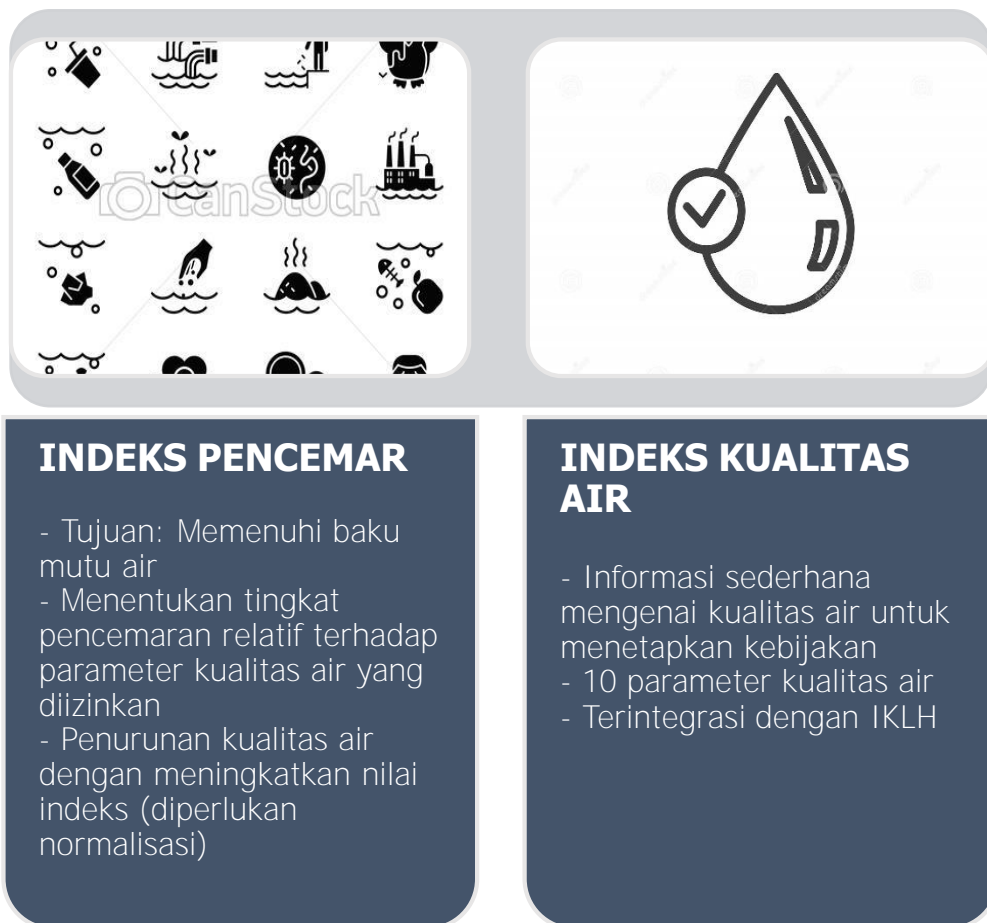 CanStock
INDEKS PENCEMAR
- Tujuan: Memenuhi baku
mutu air
- Menentukan tingkat
pencemaran relatif terhadap
parameter kualitas air yang
diizinkan
- Penurunan kualitas air
dengan meningkatkan nilai
indeks (diperlukan
normalisasi)
INDEKS KUALITAS
AIR
- Informasi sederhana
mengenai kualitas air untuk
menetapkan kebijakan
- 10 parameter kualitas air
- Terintegrasi dengan IKLH